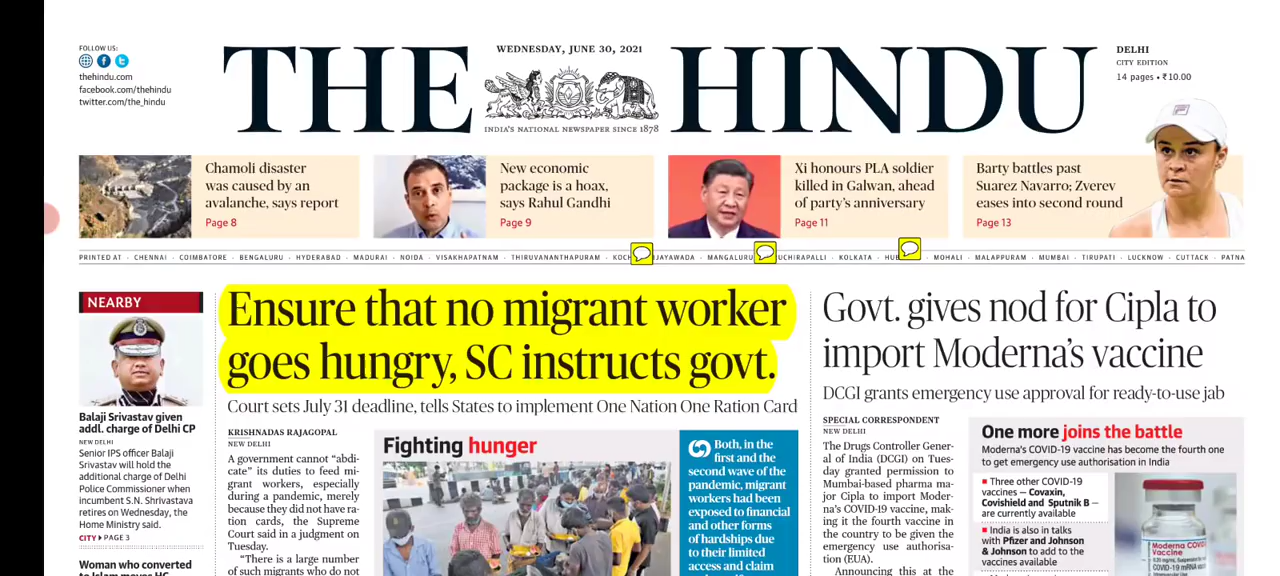 FOLLOW US:
thehindu.com
facebook.com/thehindu
twitter.com/the_hindu
WEDNESDAY, JUNE 30, 2021
THE HINDU
INDIA'S NATIONAL NEWSPAPER SINCE 1878
DELHI
CITY EDITION
14 pages • ₹10.00
Chamoli disaster
was caused by an
avalanche, says report
Page 8
New economic
package is a hoax,
says Rahul Gandhi
Page 9
Xi honours PLA soldier
killed in Galwan, ahead
of party's anniversary
Page 11
Barty battles past
Suarez Navarro; Zverev
eases into second round
Page 13
PRINTED AT · CHENNAI · COIMBATORE · BENGALURU · HYDERABAD · MADURAI · NOIDA · VISAKHAPATNAM · THIRUVANANTHAPURAM · KOCH IJAYAWADA · MANGALURU UCHIRAPALLI · KOLKATA · HUB · MOHALI · MALAPPURAM · MUMBAI · TIRUPATI · LUCKNOW · CUTTACK · PATNA
NEARBY
Balaji Srivastav given
addl. charge of Delhi CP
NEW DELHI
Senior IPS officer Balaji
Srivastav will hold the
additional charge of Delhi
Police Commissioner when
incumbent S.N. Shrivastava
retires on Wednesday, the
Home Ministry said.
CITY ▶ PAGE 3
Woman who converted
Ensure that no migrant worker
goes hungry, SC instructs govt.
Court sets July 31 deadline, tells States to implement One Nation One Ration Card
KRISHNADAS RAJAGOPAL
NEW DELHI
A government cannot "abdi-
cate" its duties to feed mi-
grant workers, especially
during a pandemic, merely
because they did not have ra-
tion cards, the Supreme
Court said in a judgment on
Tuesday.
"There is a large number
of such migrants who do not
Fighting hunger
Both, in the
first and the
second wave of the
pandemic, migrant
workers had been
exposed to financial
and other forms
of hardships due
to their limited
access and claim
Govt. gives nod for Cipla to
import Moderna's vaccine
DCGI grants emergency use approval for ready-to-use jab
SPECIAL CORRESPONDENT
NEW DELHI
The Drugs Controller Gener-
al of India (DCGI) on Tues-
day granted permission to
Mumbai-based pharma ma-
jor Cipla to import Moder-
na's COVID-19 vaccine, mak-
ing it the fourth vaccine in
the country to be given the
emergency use authorisa-
tion (EUA).
Announcing this at the
One more joins the battle
Moderna's COVID-19 vaccine has become the fourth one
to get emergency use authorisation in India
■ Three other COVID-19
vaccines — Covaxin,
Covishield and Sputnik B —
are currently available
■ India is also in talks
with Pfizer and Johnson
& Johnson to add to the
vaccines available
Moderna COV
Vaccine